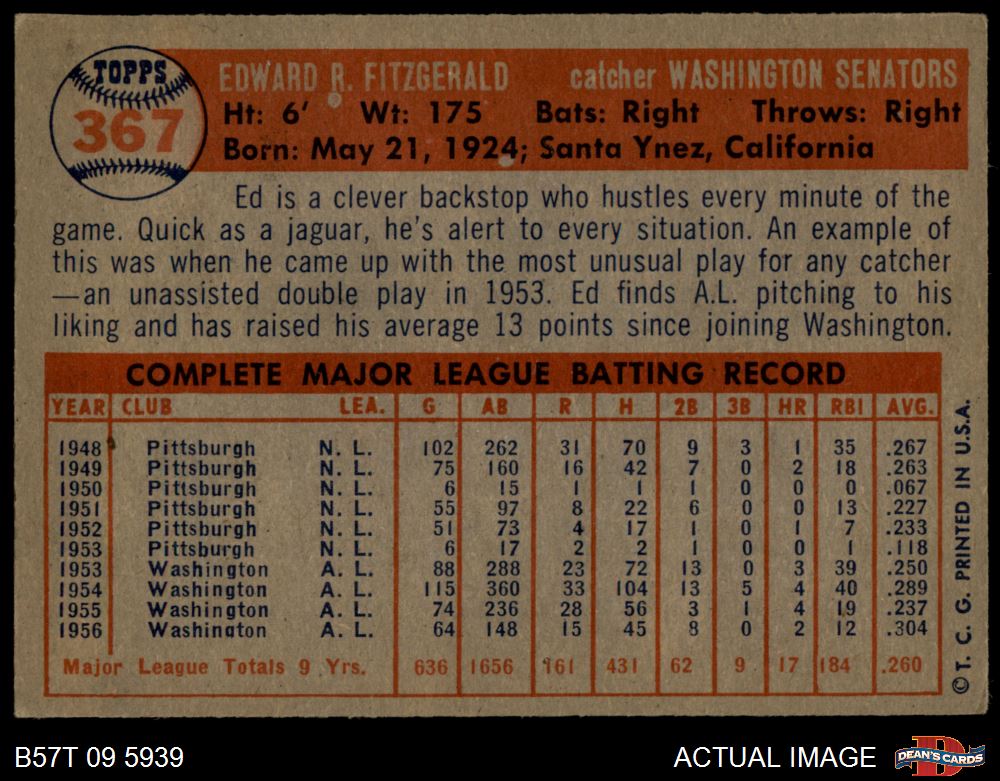 TOPPS
367
EDWARD R. FITZGERALD catcher WASHINGTON SENATORS
Ht: 6' Wt: 175 Bats: Right Throws: Right
Born: May 21, 1924; Santa Ynez, California
Ed is a clever backstop who hustles every minute of the
game. Quick as a jaguar, he's alert to every situation. An example of
this was when he came up with the most unusual play for any catcher
—an unassisted double play in 1953. Ed finds A.L. pitching to his
liking and has raised his average 13 points since joining Washington.
COMPLETE MAJOR LEAGUE BATTING RECORD
YEAR CLUB LEA. G AB R H 2B 3B HR RBI AVG.
1948 Pittsburgh N. L. 102 262 31 70 9 3 1 35 .267
1949 Pittsburgh N. L. 75 160 16 42 7 0 2 18 .263
1950 Pittsburgh N. L. 6 15 1 1 1 0 0 0 .067
1951 Pittsburgh N. L. 55 97 8 22 6 0 0 13 .227
1952 Pittsburgh N. L. 51 73 4 17 1 0 1 7 .233
1953 Pittsburgh N. L. 6 17 2 2 1 0 0 1 .118
1953 Washington A. L. 88 288 23 72 13 0 3 39 .250
1954 Washington A. L. 115 360 33 104 13 5 4 40 .289
1955 Washington A. L. 74 236 28 56 3 1 4 19 .237
1956 Washington A. L. 64 148 15 45 8 0 2 12 .304
Major League Totals 9 Yrs. 636 1656 161 431 62 9 17 184 .260
©T. C. G. PRINTED IN U.S.A.
B57T 09 5939
ACTUAL IMAGE
DEAN'S CARDS